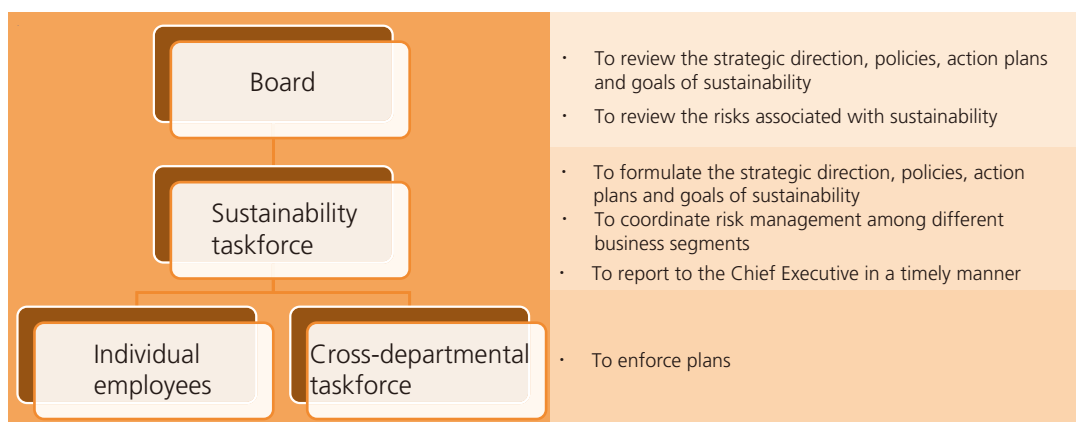 Board
· To review the strategic direction, policies, action plans
and goals of sustainability
· To review the risks associated with sustainability
Sustainability
taskforce
· To formulate the strategic direction, policies, action
plans and goals of sustainability
· To coordinate risk management among different
business segments
· To report to the Chief Executive in a timely manner
Individual
employees
Cross-departmental
taskforce
· To enforce plans